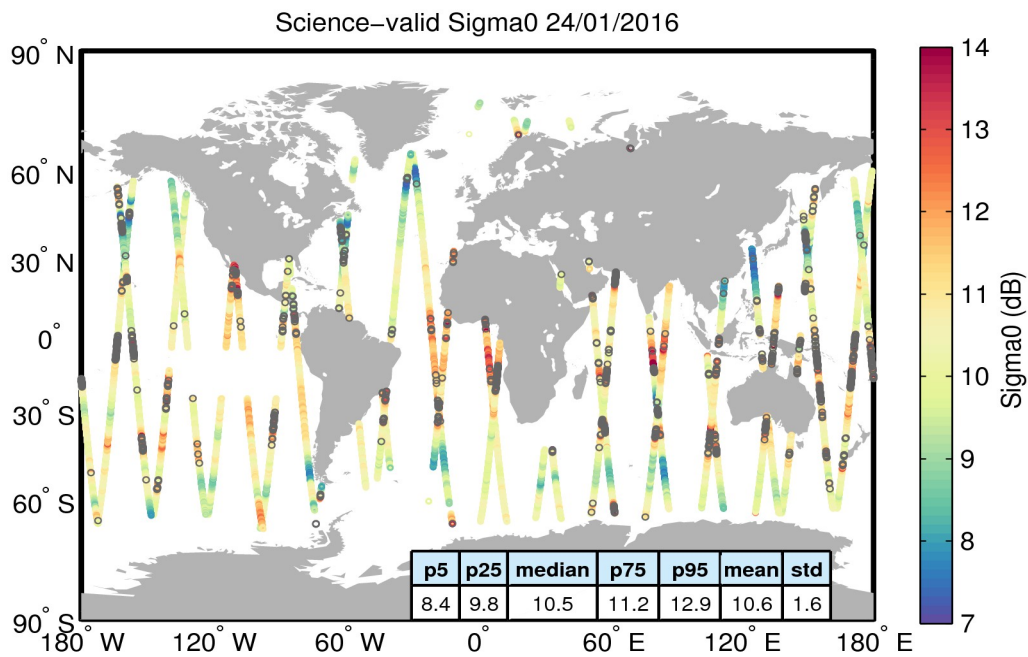 Science−valid Sigma0 24/01/2016
90° N
60° N
30° N
0°
30° S
60° S
90° S
180° W
120° W
60° W
0°
60° E
120° E
180° E
p5 p25 median p75 p95 mean std
8.4 9.8 10.5 11.2 12.9 10.6 1.6
14
13
12
11
10
9
8
7
Sigma0 (dB)